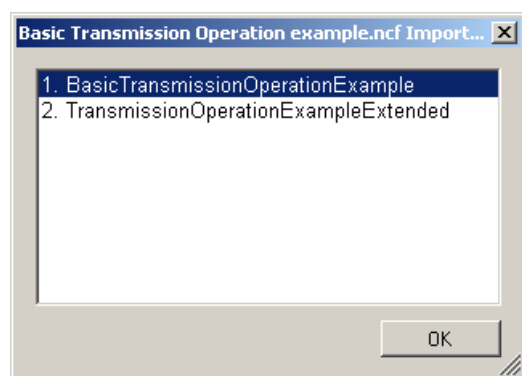 Basic Transmission Operation example.ncf Import...
1. BasicTransmissionOperationExample
2. TransmissionOperationExampleExtended
OK